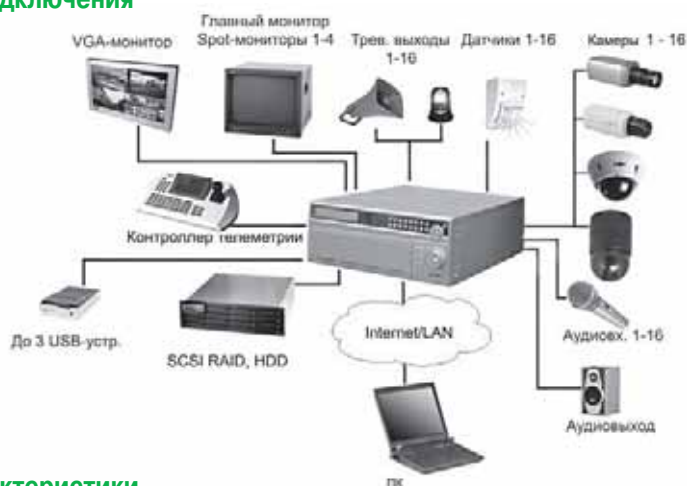 дключения
Главный монитор
VGA-монитор Spot-мониторы 1-4 Трев. выходы Датчики 1-16 Камеры 1 - 16
1-16
Контроллер телеметрии
До 3 USB-устр.
SCSI RAID, HDD
Internet/LAN
Аудиовх. 1-16
Аудиовыход
ПК
ктеристики